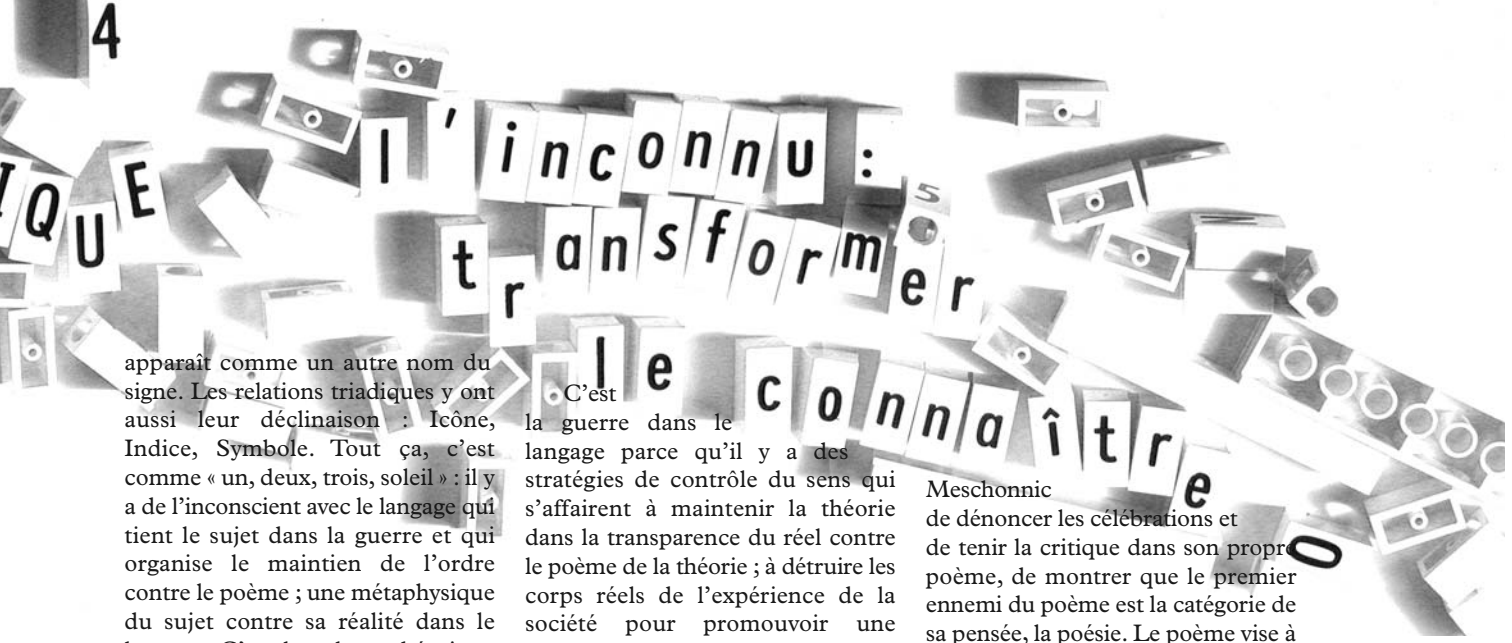 4
IQUE
l'inconnu :
transformer
le connaître
5
0
apparaît comme un autre nom du
signe. Les relations triadiques y ont
aussi leur déclinaison : Icône,
Indice, Symbole. Tout ça, c'est
comme « un, deux, trois, soleil » : il y
a de l'inconscient avec le langage qui
tient le sujet dans la guerre et qui
organise le maintien de l'ordre
contre le poème ; une métaphysique
du sujet contre sa réalité dans le
C'est
la guerre dans le
langage parce qu'il y a des
stratégies de contrôle du sens qui
s'affairent à maintenir la théorie
dans la transparence du réel contre
le poème de la théorie ; à détruire les
corps réels de l'expérience de la
société pour promouvoir une
Meschonnic
de dénoncer les célébrations et
de tenir la critique dans son propre
poème, de montrer que le premier
ennemi du poème est la catégorie de
sa pensée, la poésie. Le poème vise à